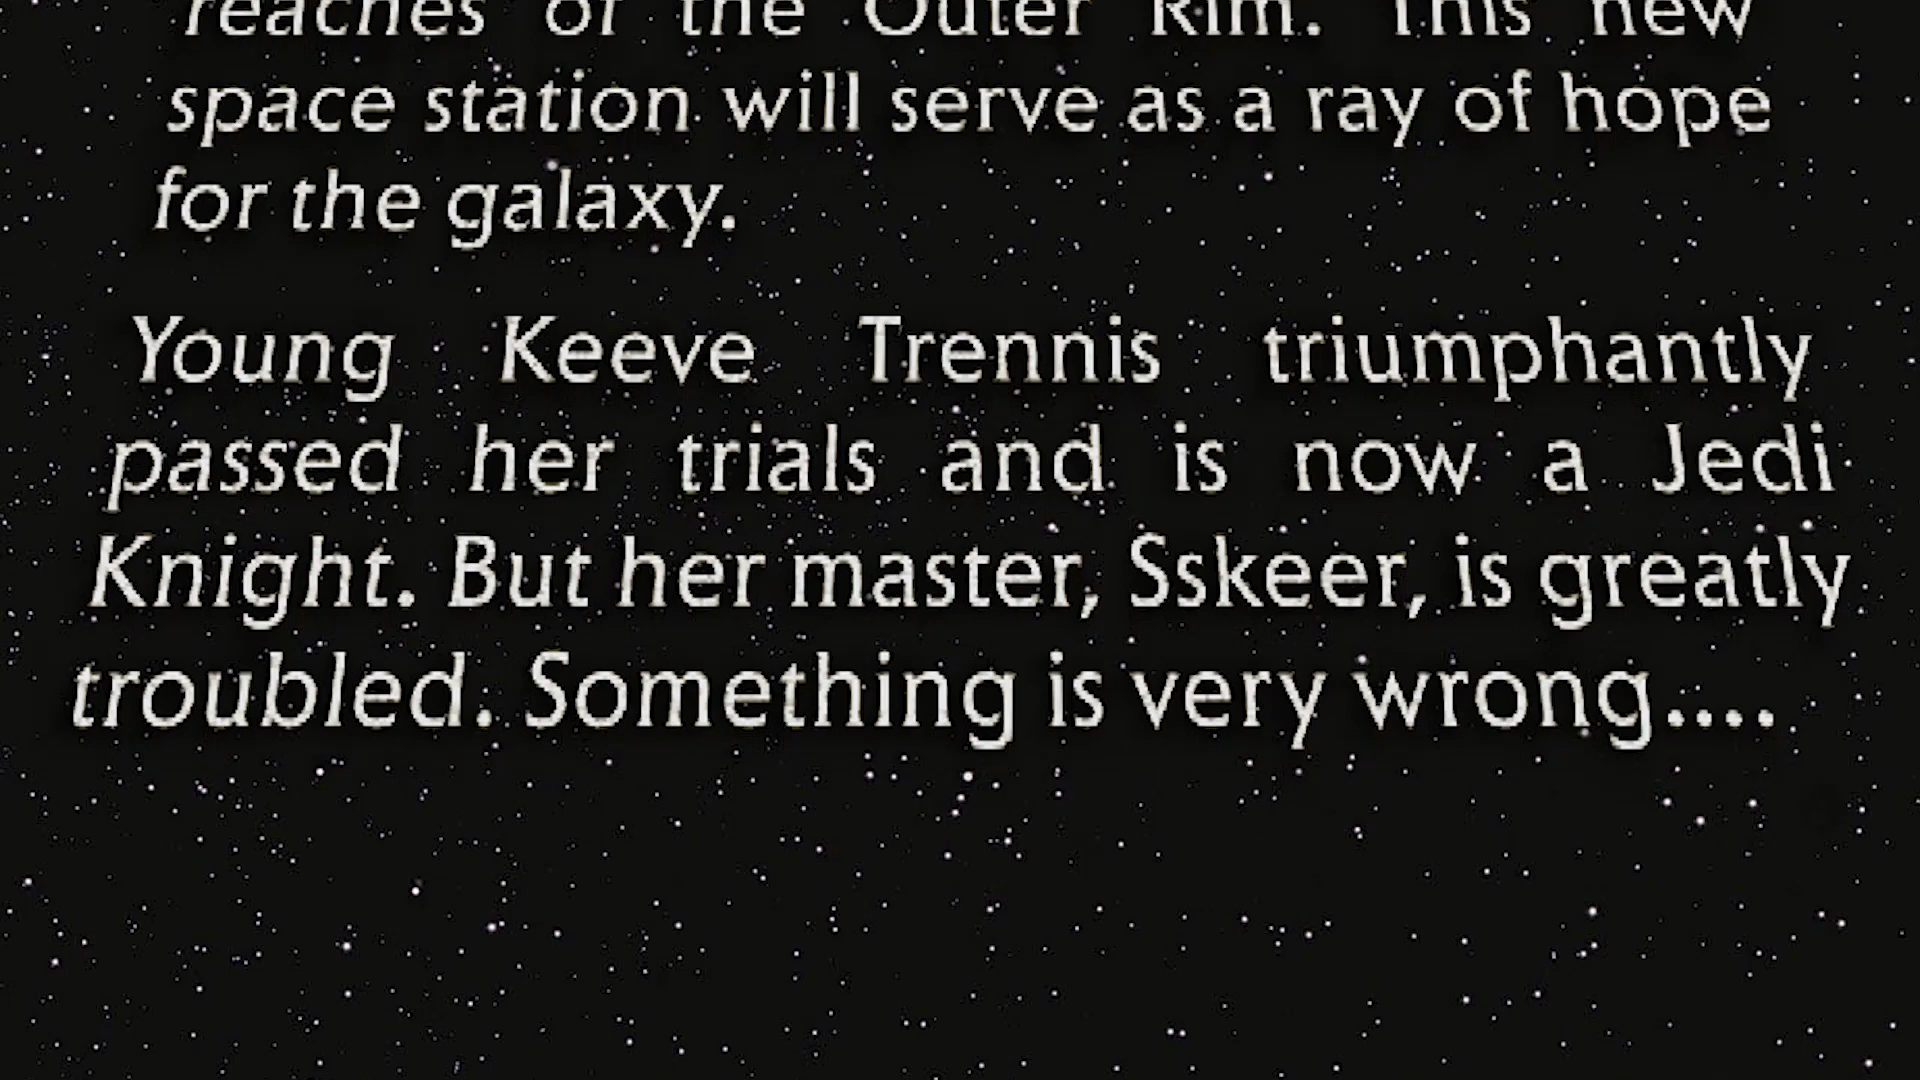 reaches of the Outer Rim. This new
space station will serve as a ray of hope
for the galaxy.
Young Keeve Trennis triumphantly
passed her trials and is now a Jedi
Knight. But her master, Sskeer, is greatly
troubled. Something is very wrong....